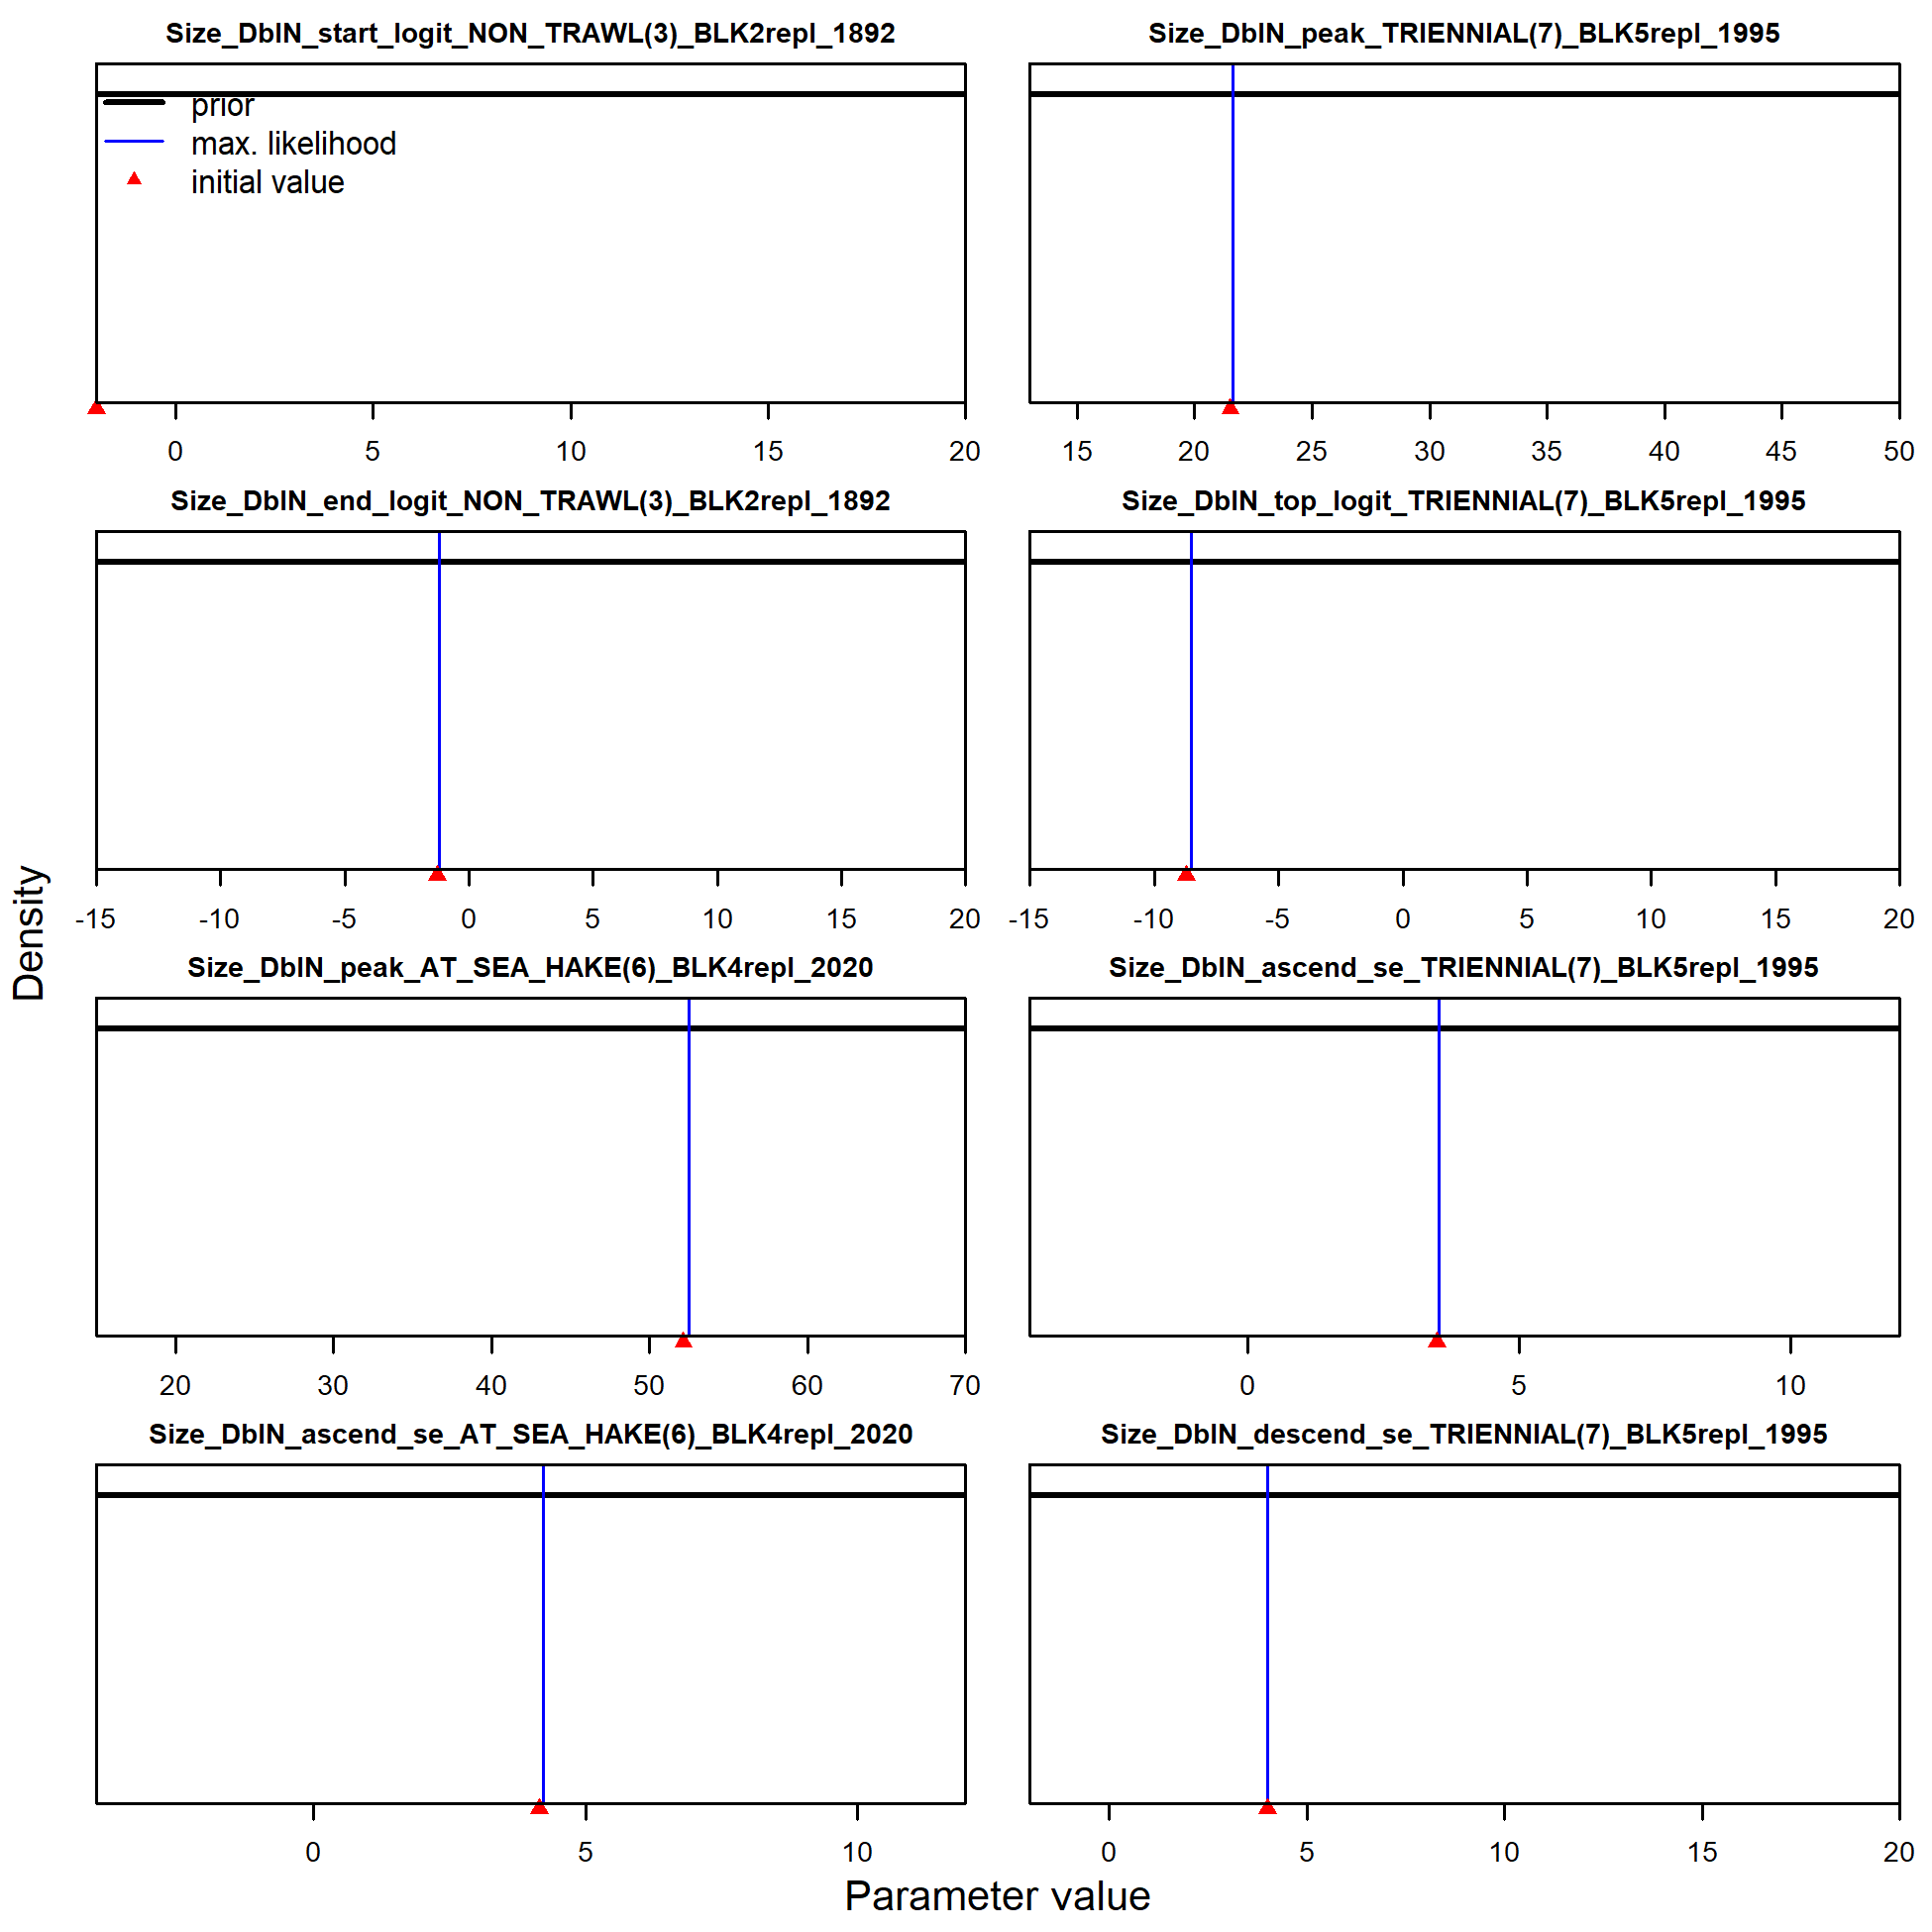 Size_DblN_start_logit_NON_TRAWL(3)_BLK2repl_1892
prior
max. likelihood
initial value
0 5 10 15 20
Size_DblN_peak_TRIENNIAL(7)_BLK5repl_1995
15 20 25 30 35 40 45 50
Size_DblN_end_logit_NON_TRAWL(3)_BLK2repl_1892
-15 -10 -5 0 5 10 15 20
Size_DblN_top_logit_TRIENNIAL(7)_BLK5repl_1995
-15 -10 -5 0 5 10 15 20
Density
Size_DblN_peak_AT_SEA_HAKE(6)_BLK4repl_2020
20 30 40 50 60 70
Size_DblN_ascend_se_TRIENNIAL(7)_BLK5repl_1995
0 5 10
Size_DblN_ascend_se_AT_SEA_HAKE(6)_BLK4repl_2020
0 5 10
Size_DblN_descend_se_TRIENNIAL(7)_BLK5repl_1995
0 5 10 15 20
Parameter value